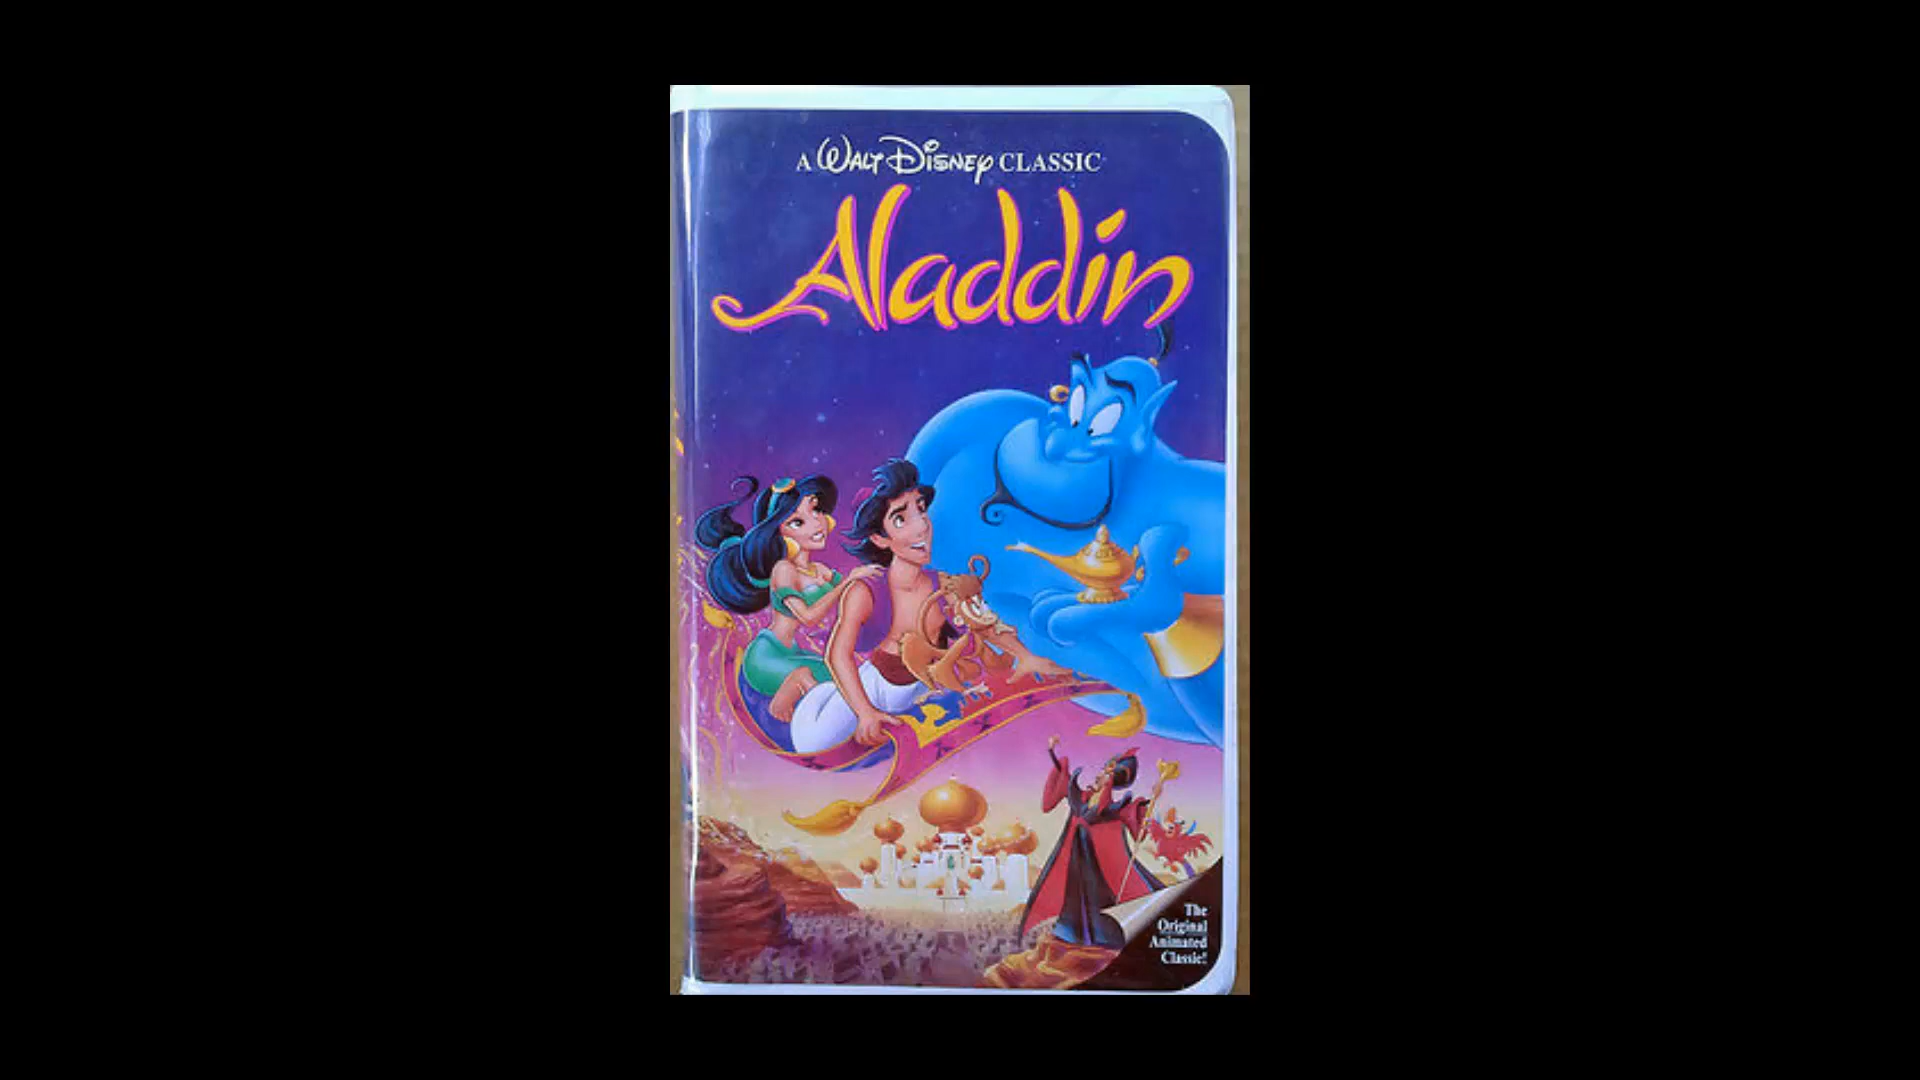 A WALT DISNEY CLASSIC
Aladdin
The
Original
Animated
Classic!